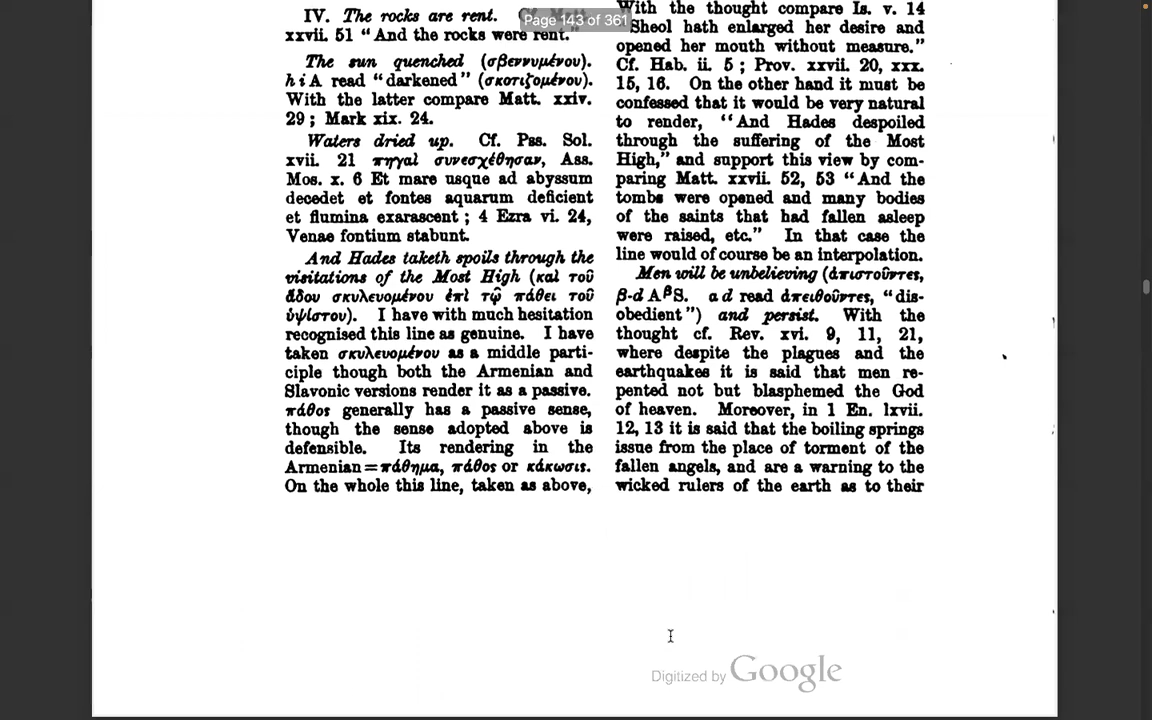 Page 143 of 361
IV. The rocks are rent. Cf. Matt.
xxvii. 51 “And the rocks were rent.”
The sun quenched (σβεννυμένου).
h i A read “darkened” (σκοτιζομένου).
With the latter compare Matt. xxiv.
29 ; Mark xix. 24.
Waters dried up. Cf. Pss. Sol.
xvii. 21 πηγαὶ συνεσχέθησαν, Ass.
Mos. x. 6 Et mare usque ad abyssum
decedet et fontes aquarum deficient
et flumina exarascent ; 4 Ezra vi. 24,
Venae fontium stabunt.
And Hades taketh spoils through the
visitations of the Most High (καὶ τοῦ
ᾅδου σκυλευομένου ἐπὶ τῷ πάθει τοῦ
ὑψίστου). I have with much hesitation
recognised this line as genuine. I have
taken σκυλευομένου as a middle parti-
ciple though both the Armenian and
Slavonic versions render it as a passive.
πάθος generally has a passive sense,
though the sense adopted above is
defensible. Its rendering in the
Armenian=πάθημα, πάθος or κάκωσις.
On the whole this line, taken as above,
With the thought compare Is. v. 14
“Sheol hath enlarged her desire and
opened her mouth without measure.”
Cf. Hab. ii. 5 ; Prov. xxvii. 20, xxx.
15, 16. On the other hand it must be
confessed that it would be very natural
to render, “And Hades despoiled
through the suffering of the Most
High,” and support this view by com-
paring Matt. xxvii. 52, 53 “And the
tombs were opened and many bodies
of the saints that had fallen asleep
were raised, etc.” In that case the
line would of course be an interpolation.
Men will be unbelieving (ἀπιστοῦντες,
β-d AᵝS. a d read ἀπειθοῦντες, “dis-
obedient”) and persist. With the
thought cf. Rev. xvi. 9, 11, 21,
where despite the plagues and the
earthquakes it is said that men re-
pented not but blasphemed the God
of heaven. Moreover, in 1 En. lxvii.
12, 13 it is said that the boiling springs
issue from the place of torment of the
fallen angels, and are a warning to the
wicked rulers of the earth as to their
Digitized by Google